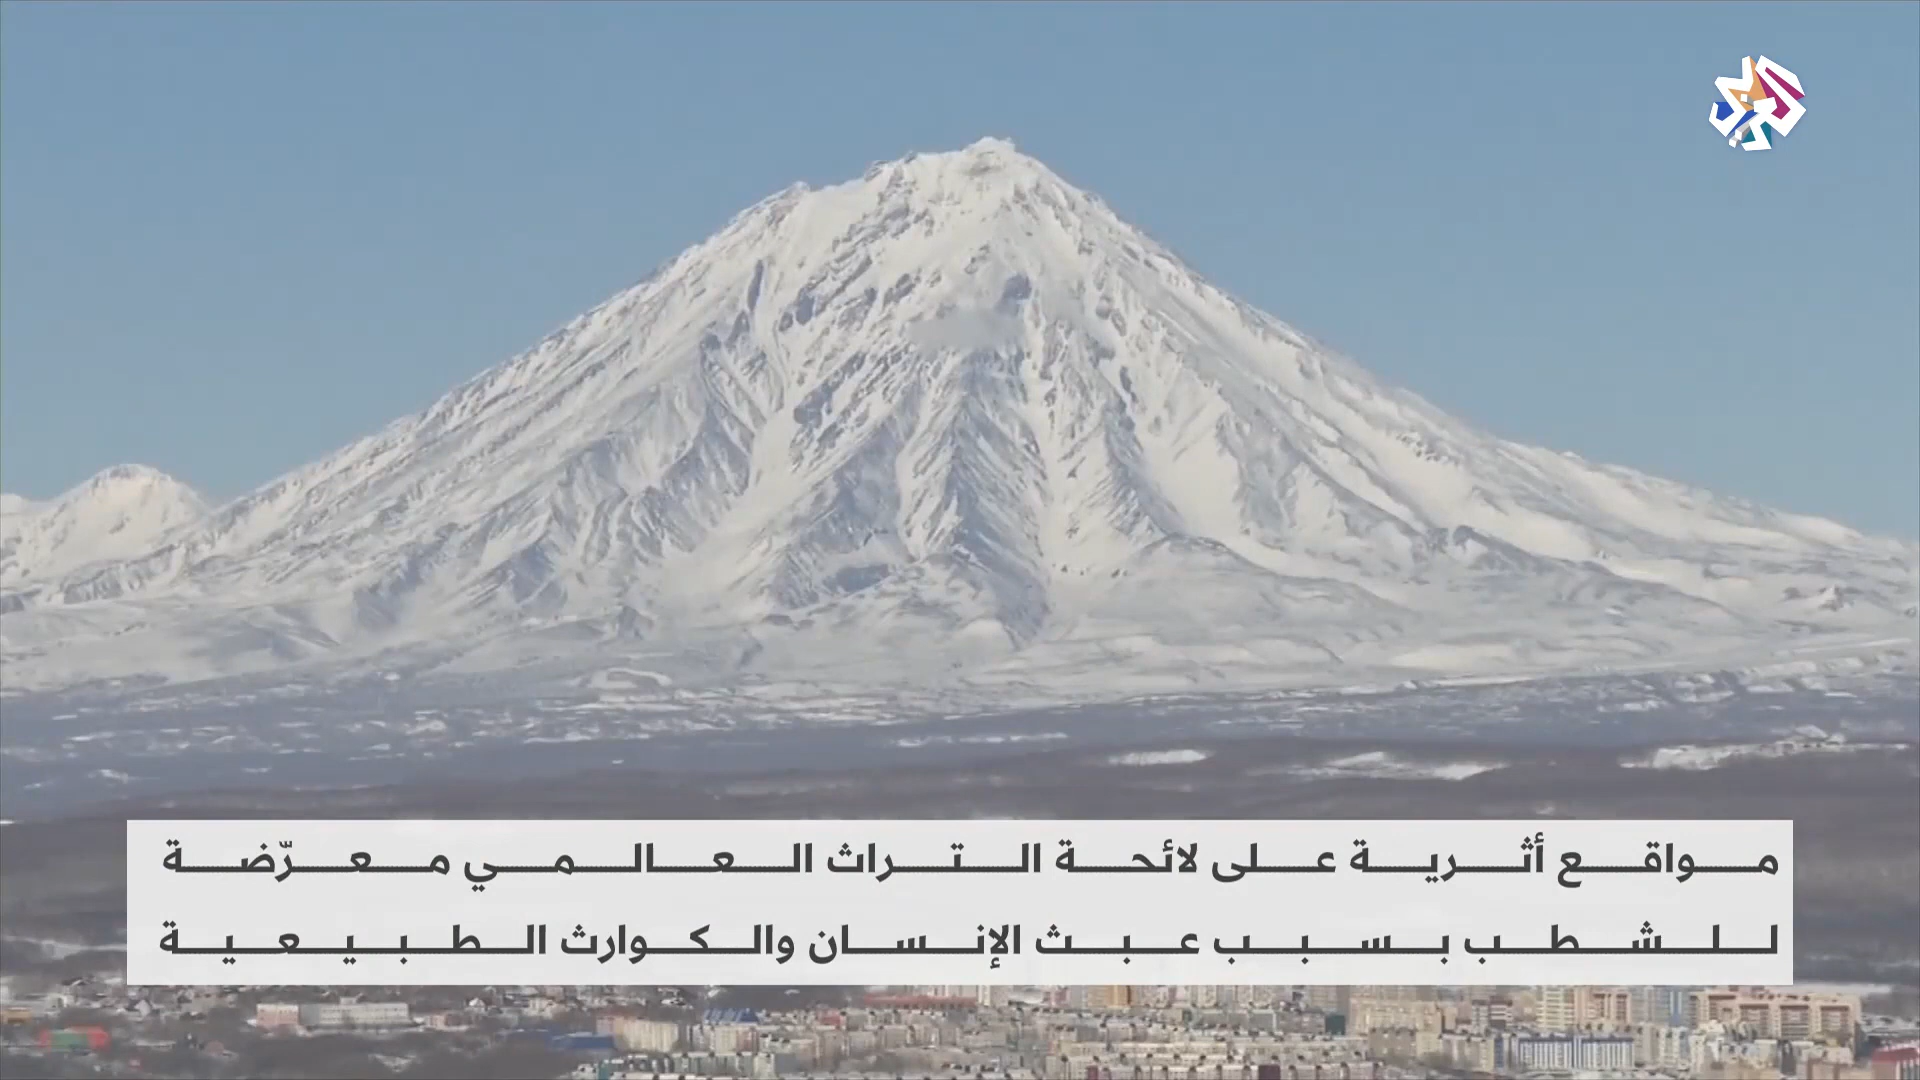 مواقع أثرية على لائحة التراث العالمي معرّضة
للشطب بسبب عبث الإنسان والكوارث الطبيعية